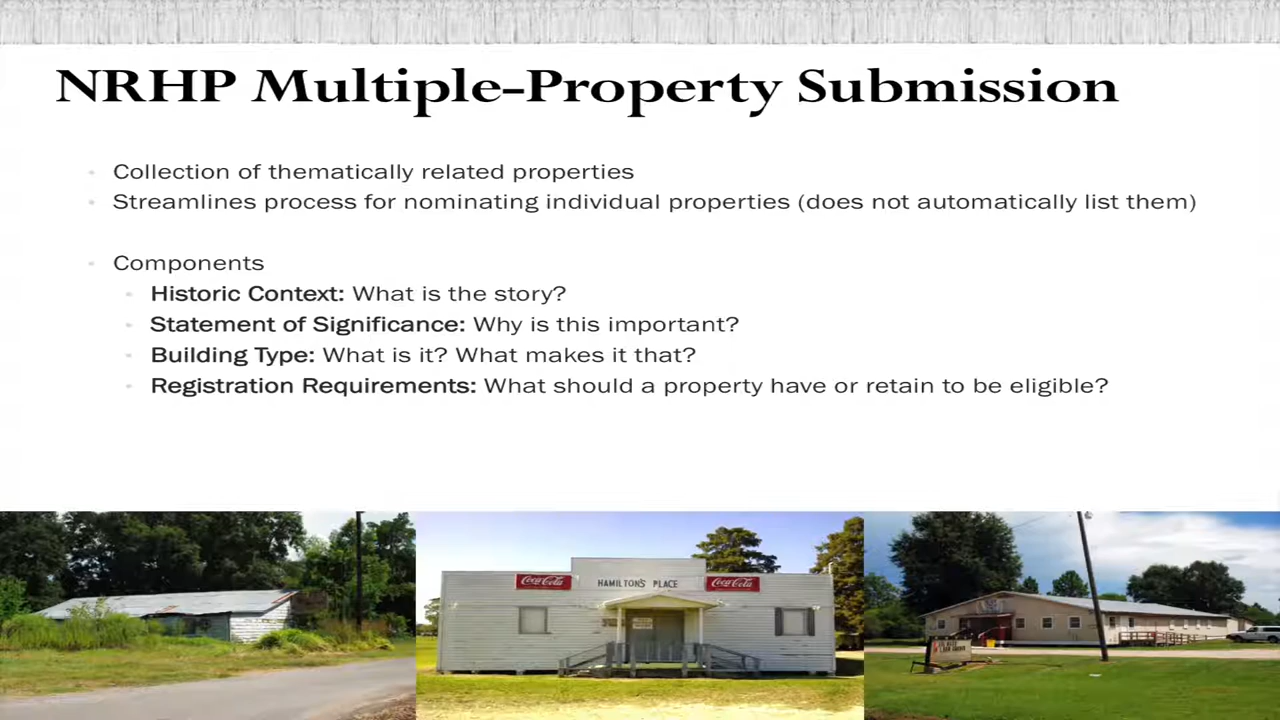 NRHP Multiple-Property Submission
Collection of thematically related properties
Streamlines process for nominating individual properties (does not automatically list them)
Components
Historic Context: What is the story?
Statement of Significance: Why is this important?
Building Type: What is it? What makes it that?
Registration Requirements: What should a property have or retain to be eligible?
Coca-Cola HAMILTON'S PLACE Coca-Cola